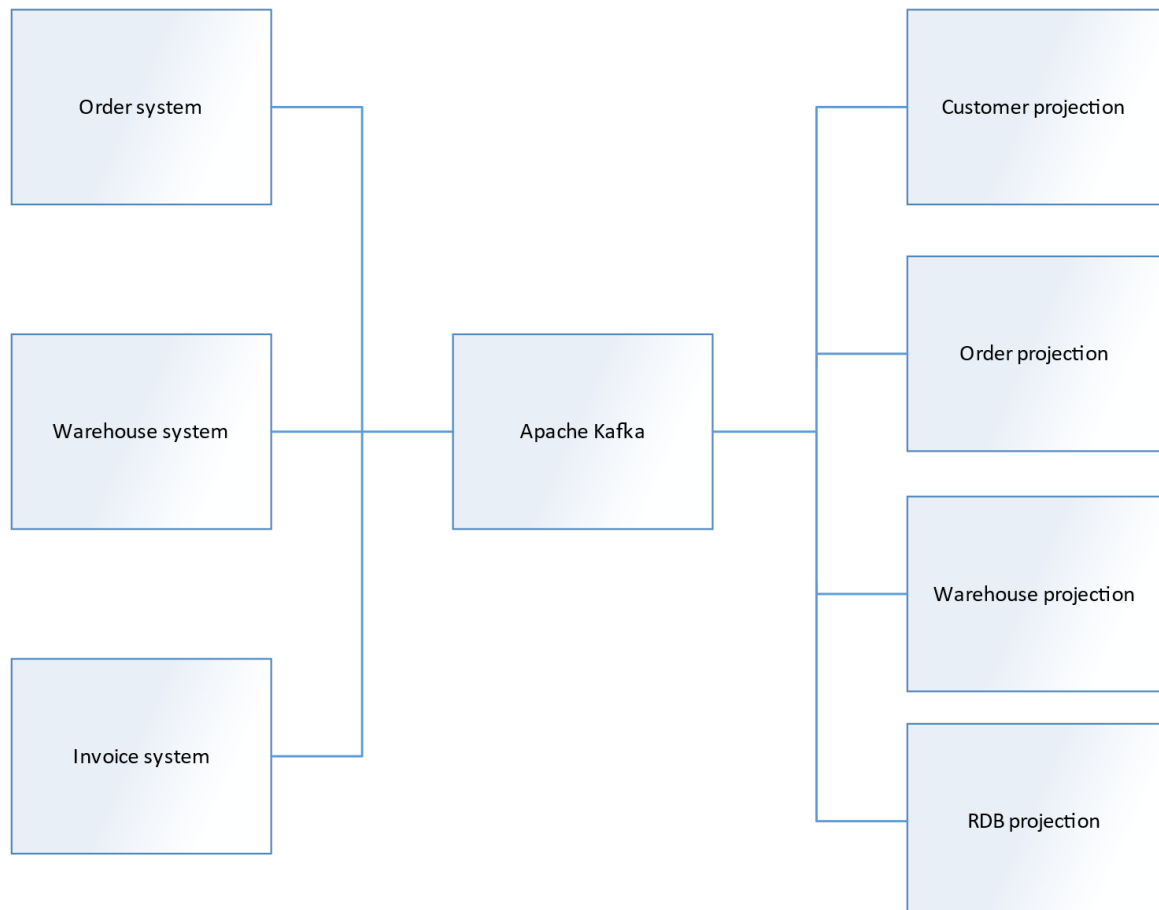 Order system
Warehouse system
Invoice system
Apache Kafka
Customer projection
Order projection
Warehouse projection
RDB projection